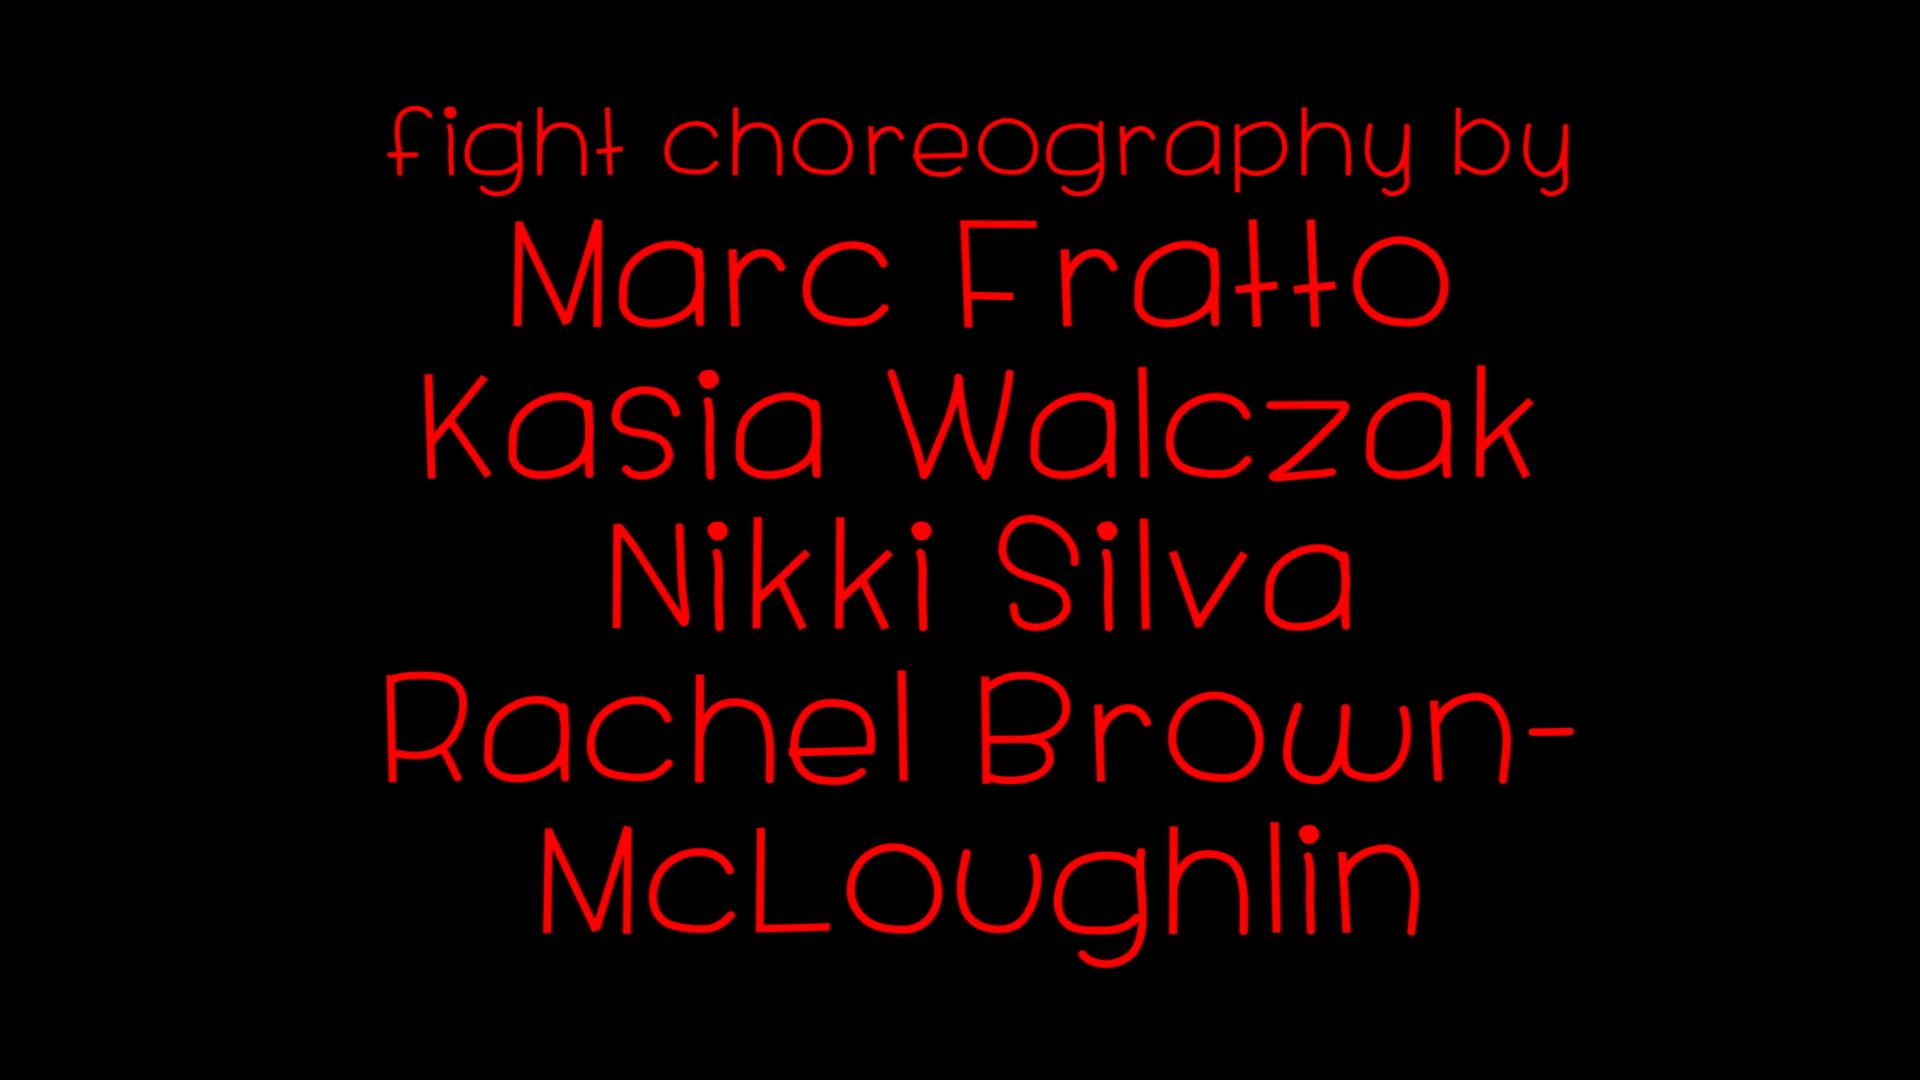 fight choreography by
Marc Fratto
Kasia Walczak
Nikki Silva
Rachel Brown-
McLoughlin